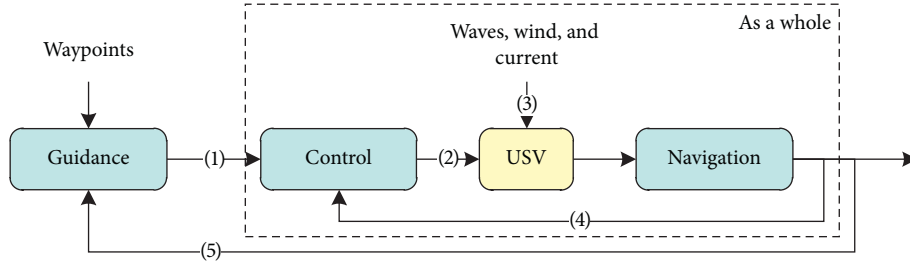 As a whole
Waypoints
Waves, wind, and
current
(3)
Guidance
(1)
Control
(2)
USV
Navigation
(4)
(5)